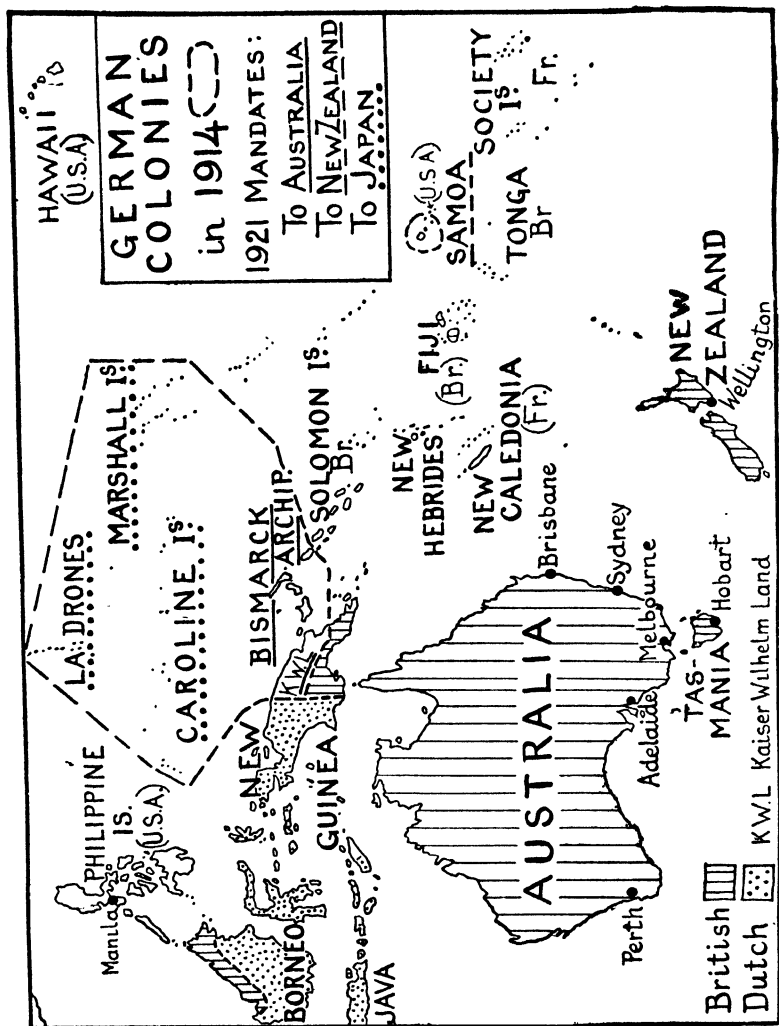 HAWAII
(U.S.A)
GERMAN
COLONIES
in 1914
1921 MANDATES:
To AUSTRALIA
To NEW ZEALAND
To JAPAN
PHILIPPINE
IS.
(U.S.A.)
Manila
LADRONES
MARSHALL Is.
CAROLINE Is.
BISMARCK
ARCHIP.
SOLOMON Is.
Br.
NEW
GUINEA
K.W.L
BORNEO
JAVA
NEW
HEBRIDES
FIJI
(Br.)
NEW
CALEDONIA
(Fr.)
(U.S.A)
SAMOA
TONGA
Br
SOCIETY
Is.
Fr.
AUSTRALIA
Brisbane
Sydney
Melbourne
Adelaide
Perth
TAS-
MANIA
Hobart
NEW
ZEALAND
Wellington
British
Dutch
K.W.L Kaiser Wilhelm Land